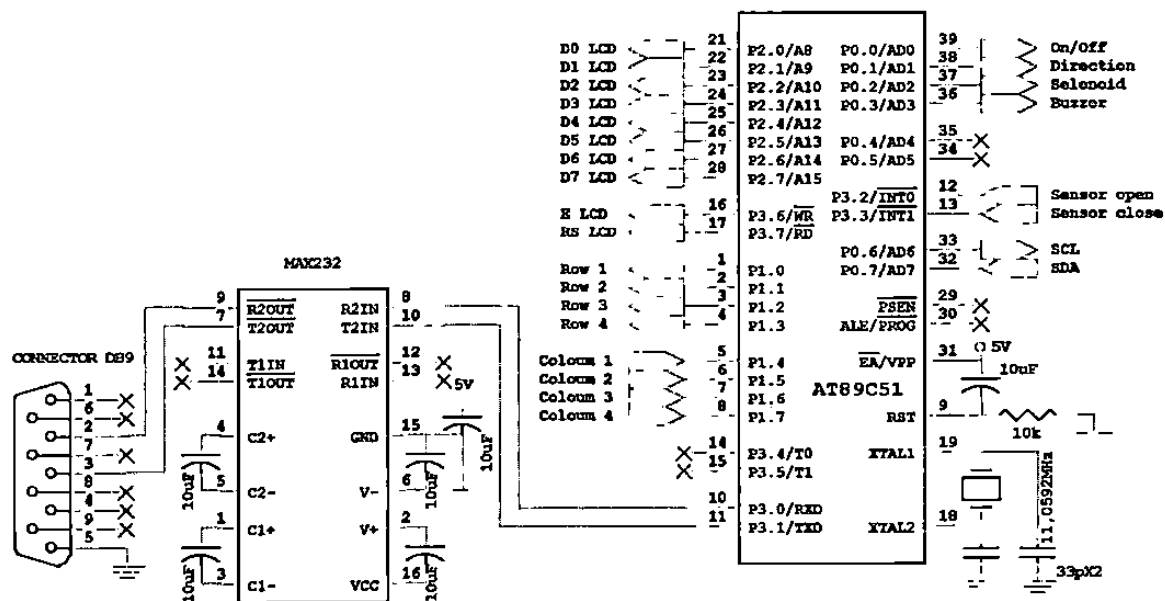 D0 LCD
D1 LCD
D2 LCD
D3 LCD
D4 LCD
D5 LCD
D6 LCD
D7 LCD
E LCD
RS LCD
Row 1
Row 2
Row 3
Row 4
Coloum 1
Coloum 2
Coloum 3
Coloum 4
21 P2.0/A8
22 P2.1/A9
23 P2.2/A10
24 P2.3/A11
25 P2.4/A12
26 P2.5/A13
27 P2.6/A14
28 P2.7/A15
16 P3.6/WR
17 P3.7/RD
1 P1.0
2 P1.1
3 P1.2
4 P1.3
5 P1.4
6 P1.5
7 P1.6
8 P1.7
14 P3.4/T0
15 P3.5/T1
10 P3.0/RXD
11 P3.1/TXD
P0.0/AD0 39 On/Off
P0.1/AD1 38 Direction
P0.2/AD2 37 Selonoid
P0.3/AD3 36 Buzzer
P0.4/AD4 35
P0.5/AD5 34
P3.2/INT0 12 Sensor open
P3.3/INT1 13 Sensor close
P0.6/AD6 33 SCL
P0.7/AD7 32 SDA
PSEN 29
ALE/PROG 30
5V
EA/VPP 31
10uF
AT89C51
RST 9
10k
XTAL1 19
XTAL2 18
11,0592MHz
33pX2
MAX232
9 R2OUT R2IN 8
7 T2OUT T2IN 10
11 T1IN R1OUT 12
14 T1OUT R1IN 13
5V
4 C2+ GND 15
10uF
5 C2- V- 6
10uF
10uF
1 C1+ V+ 2
10uF
3 C1- VCC 16
10uF
CONNECTOR DB9
1
6
2
7
3
8
4
9
5